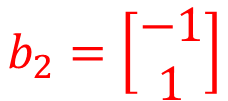 b₂ = [−1
1]